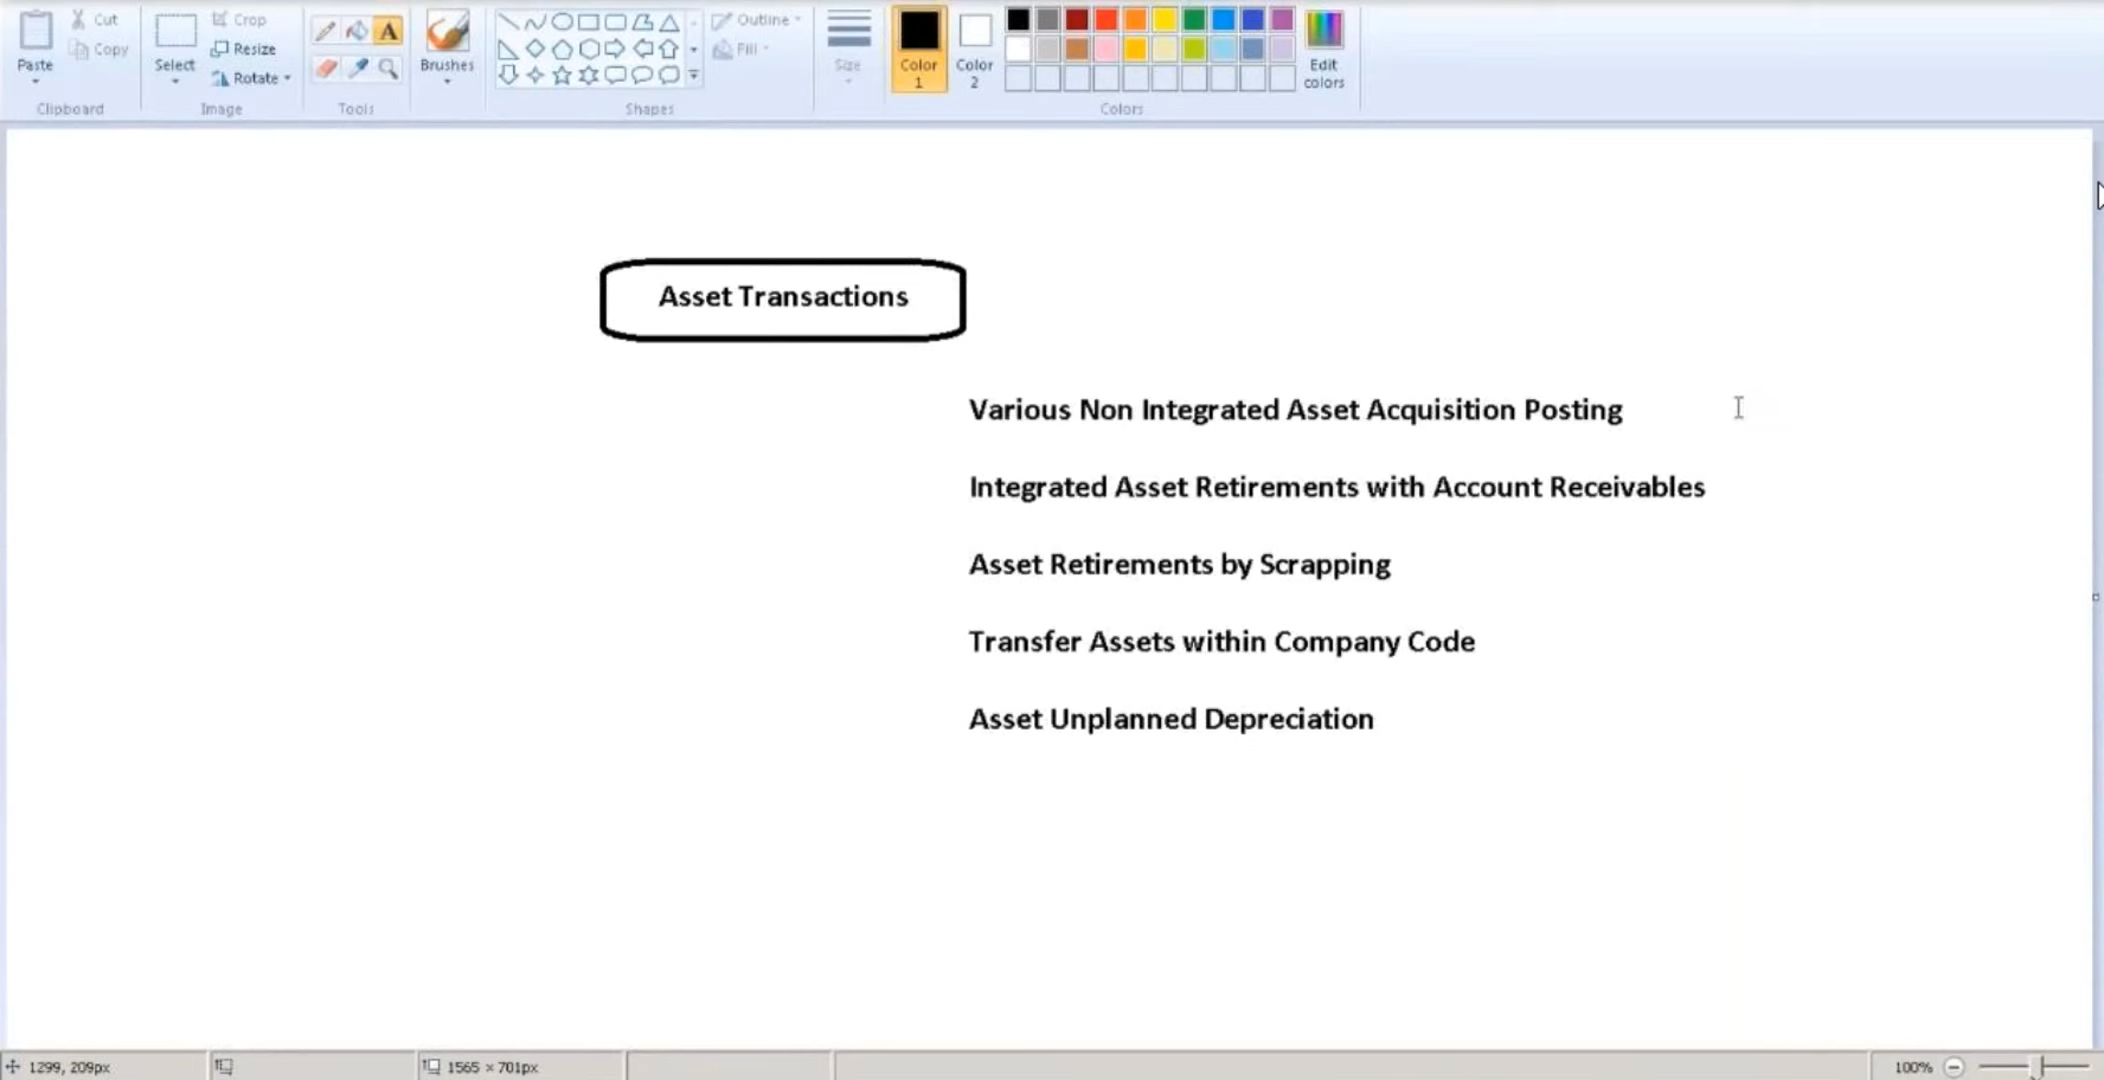 Paste
Cut
Copy
Clipboard
Select
Crop
Resize
Rotate
Image
A
Tools
Brushes
Shapes
Outline
Fill
Size
Color 1
Color 2
Colors
Edit colors
Asset Transactions
Various Non Integrated Asset Acquisition Posting
Integrated Asset Retirements with Account Receivables
Asset Retirements by Scrapping
Transfer Assets within Company Code
Asset Unplanned Depreciation
1299, 209px
1565 × 701px
100%